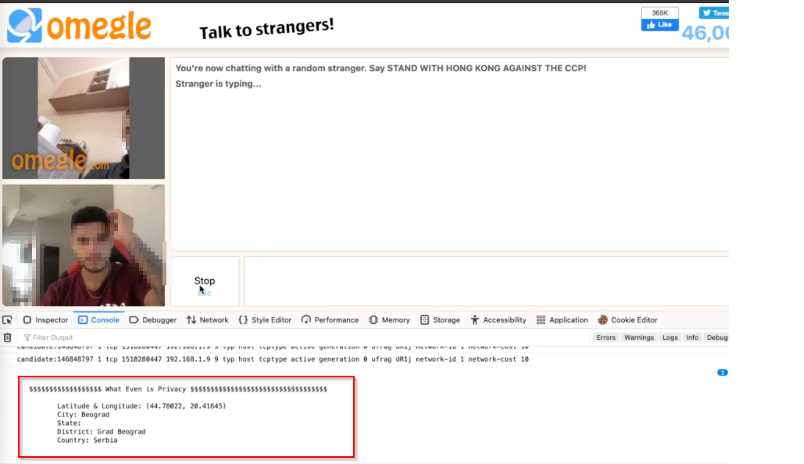 omegle
Talk to strangers!
365K
Like
46,0
omegle.com
You're now chatting with a random stranger. Say STAND WITH HONG KONG AGAINST THE CCP!
Stranger is typing...
Stop
Inspector Console Debugger Network Style Editor Performance Memory Storage Accessibility Application Cookie Editor
Filter Output
Errors Warnings Logs Info Debug
candidate:146848797 1 tcp 1518280447 192.168.1.9 9 typ host tcptype active generation 0 ufrag dR1j network-id 1 network-cost 10
candidate:146848797 1 tcp 1518280447 192.168.1.9 9 typ host tcptype active generation 0 ufrag dR1j network-id 1 network-cost 10
$$$$$$$$$$$$$$$$$$ What Even is Privacy $$$$$$$$$$$$$$$$$$$$$$$$$$$$$$$$$$
Latitude & Longitude: (44.78022, 20.41645)
City: Beograd
State:
District: Grad Beograd
Country: Serbia